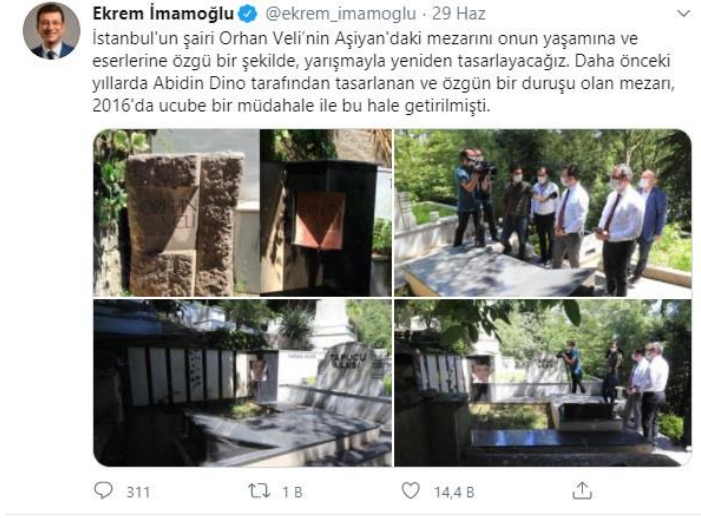 Ekrem İmamoğlu @ekrem_imamoglu · 29 Haz
İstanbul'un şairi Orhan Veli'nin Aşiyan'daki mezarını onun yaşamına ve
eserlerine özgü bir şekilde, yarışmayla yeniden tasarlayacağız. Daha önceki
yıllarda Abidin Dino tarafından tasarlanan ve özgün bir duruşu olan mezarı,
2016'da ucube bir müdahale ile bu hale getirilmişti.
ORHAN
VELİ
311 1 B 14,4 B